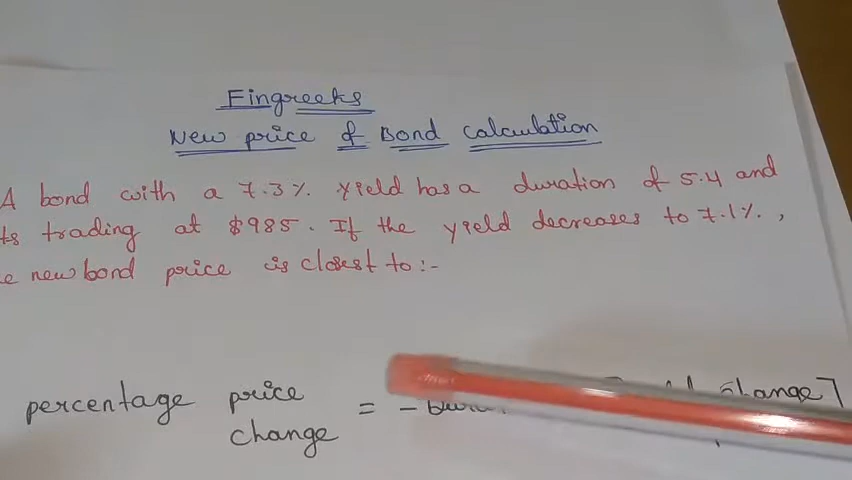 Fingreeks
New price of Bond calculation
A bond with a 7.3% yield has a duration of 5.4 and
trading at $985. If the yield decreases to 7.1%,
new bond price is closest to:-
percentage price = -
change]
change